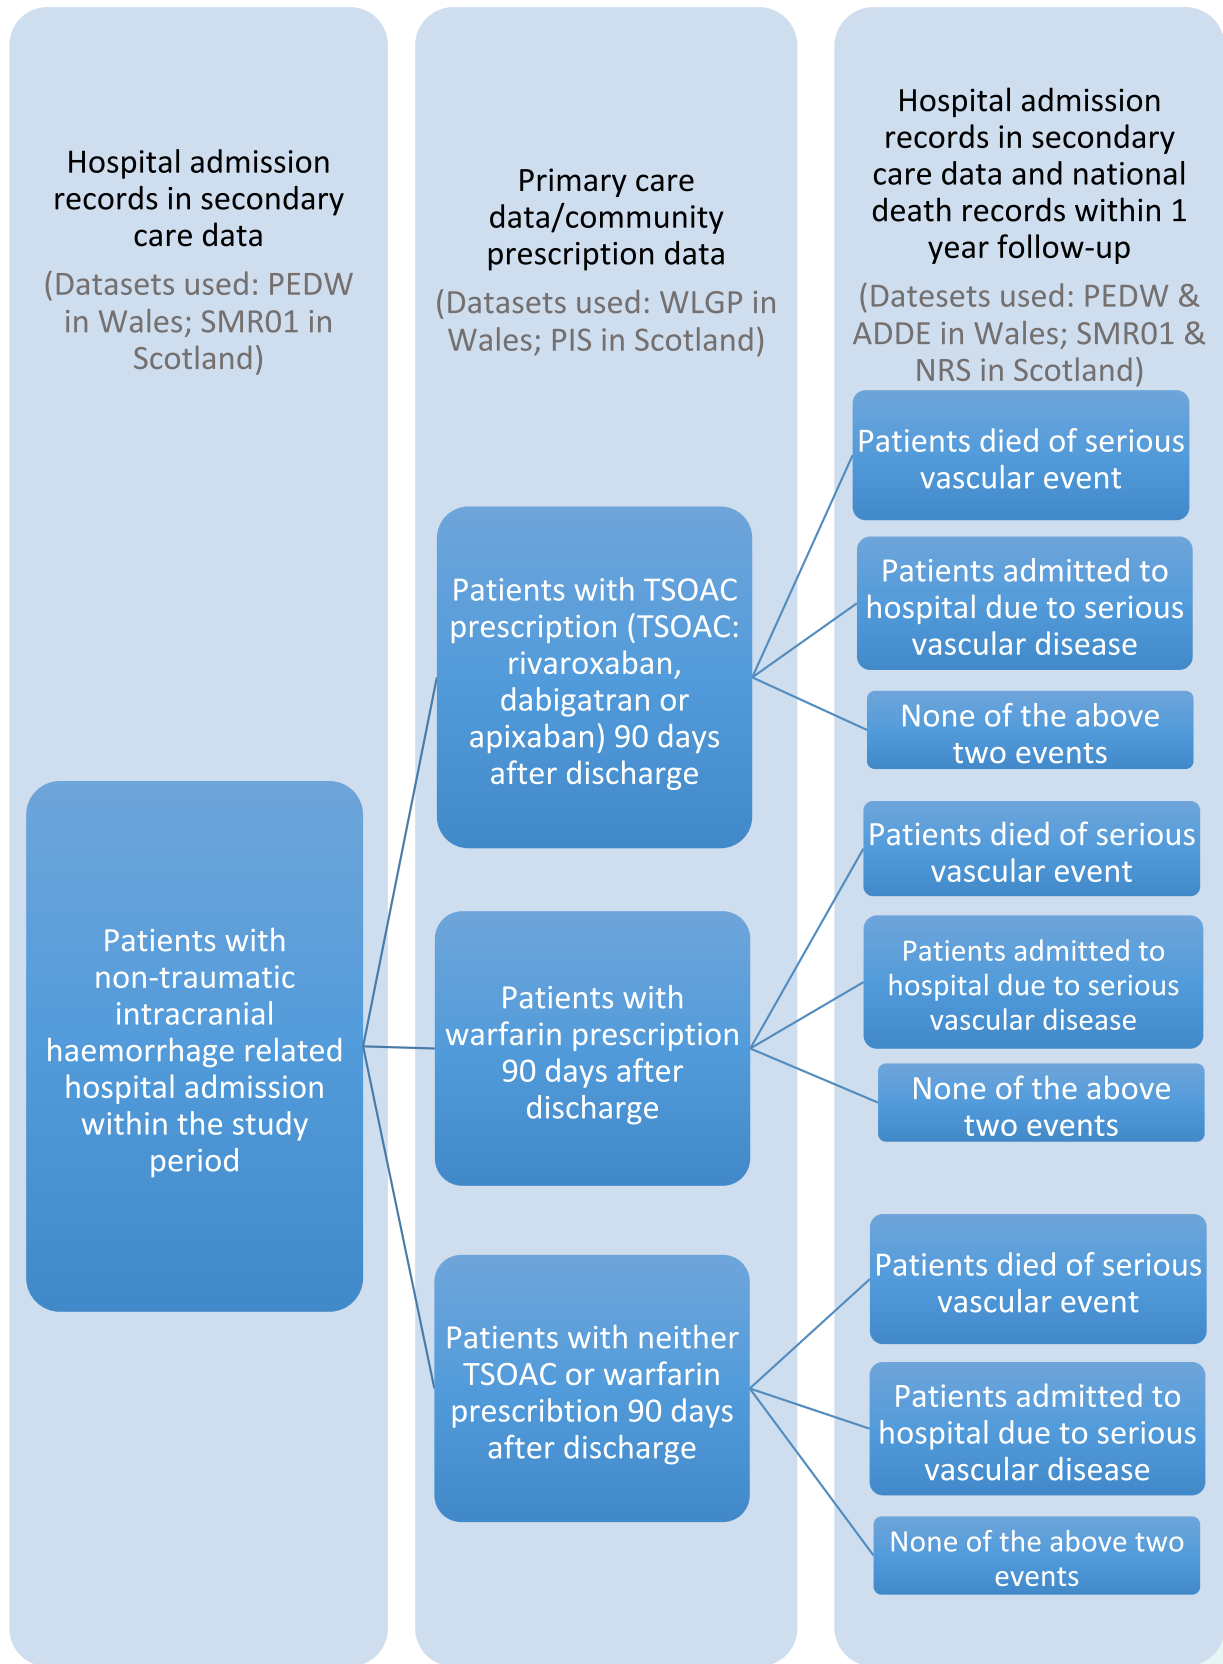 Hospital admission
records in secondary
care data
(Datasets used: PEDW
in Wales; SMR01 in
Scotland)
Patients with
non-traumatic
intracranial
haemorrhage related
hospital admission
within the study
period
Primary care
data/community
prescription data
(Datasets used: WLGP in
Wales; PIS in Scotland)
Patients with TSOAC
prescription (TSOAC:
rivaroxaban,
dabigatran or
apixaban) 90 days
after discharge
Patients with
warfarin prescription
90 days after
discharge
Patients with neither
TSOAC or warfarin
prescribtion 90 days
after discharge
Hospital admission
records in secondary
care data and national
death records within 1
year follow-up
(Datesets used: PEDW &
ADDE in Wales; SMR01 &
NRS in Scotland)
Patients died of serious
vascular event
Patients admitted to
hospital due to serious
vascular disease
None of the above
two events
Patients died of serious
vascular event
Patients admitted to
hospital due to serious
vascular disease
None of the above
two events
Patients died of serious
vascular event
Patients admitted to
hospital due to serious
vascular disease
None of the above two
events